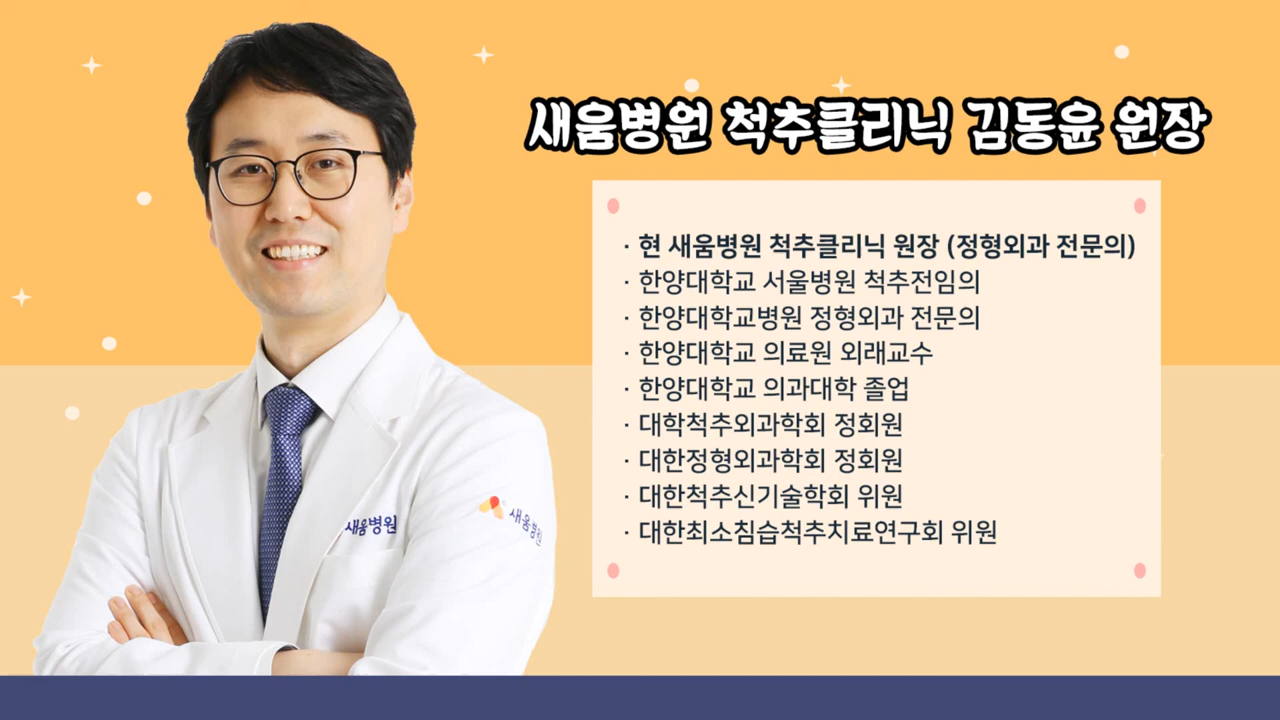 새움병원 척추클리닉 김동윤 원장
· 현 새움병원 척추클리닉 원장 (정형외과 전문의)
· 한양대학교 서울병원 척추전임의
· 한양대학교병원 정형외과 전문의
· 한양대학교 의료원 외래교수
· 한양대학교 의과대학 졸업
· 대학척추외과학회 정회원
· 대한정형외과학회 정회원
· 대한척추신기술학회 위원
· 대한최소침습척추치료연구회 위원
새움병원
새움병원